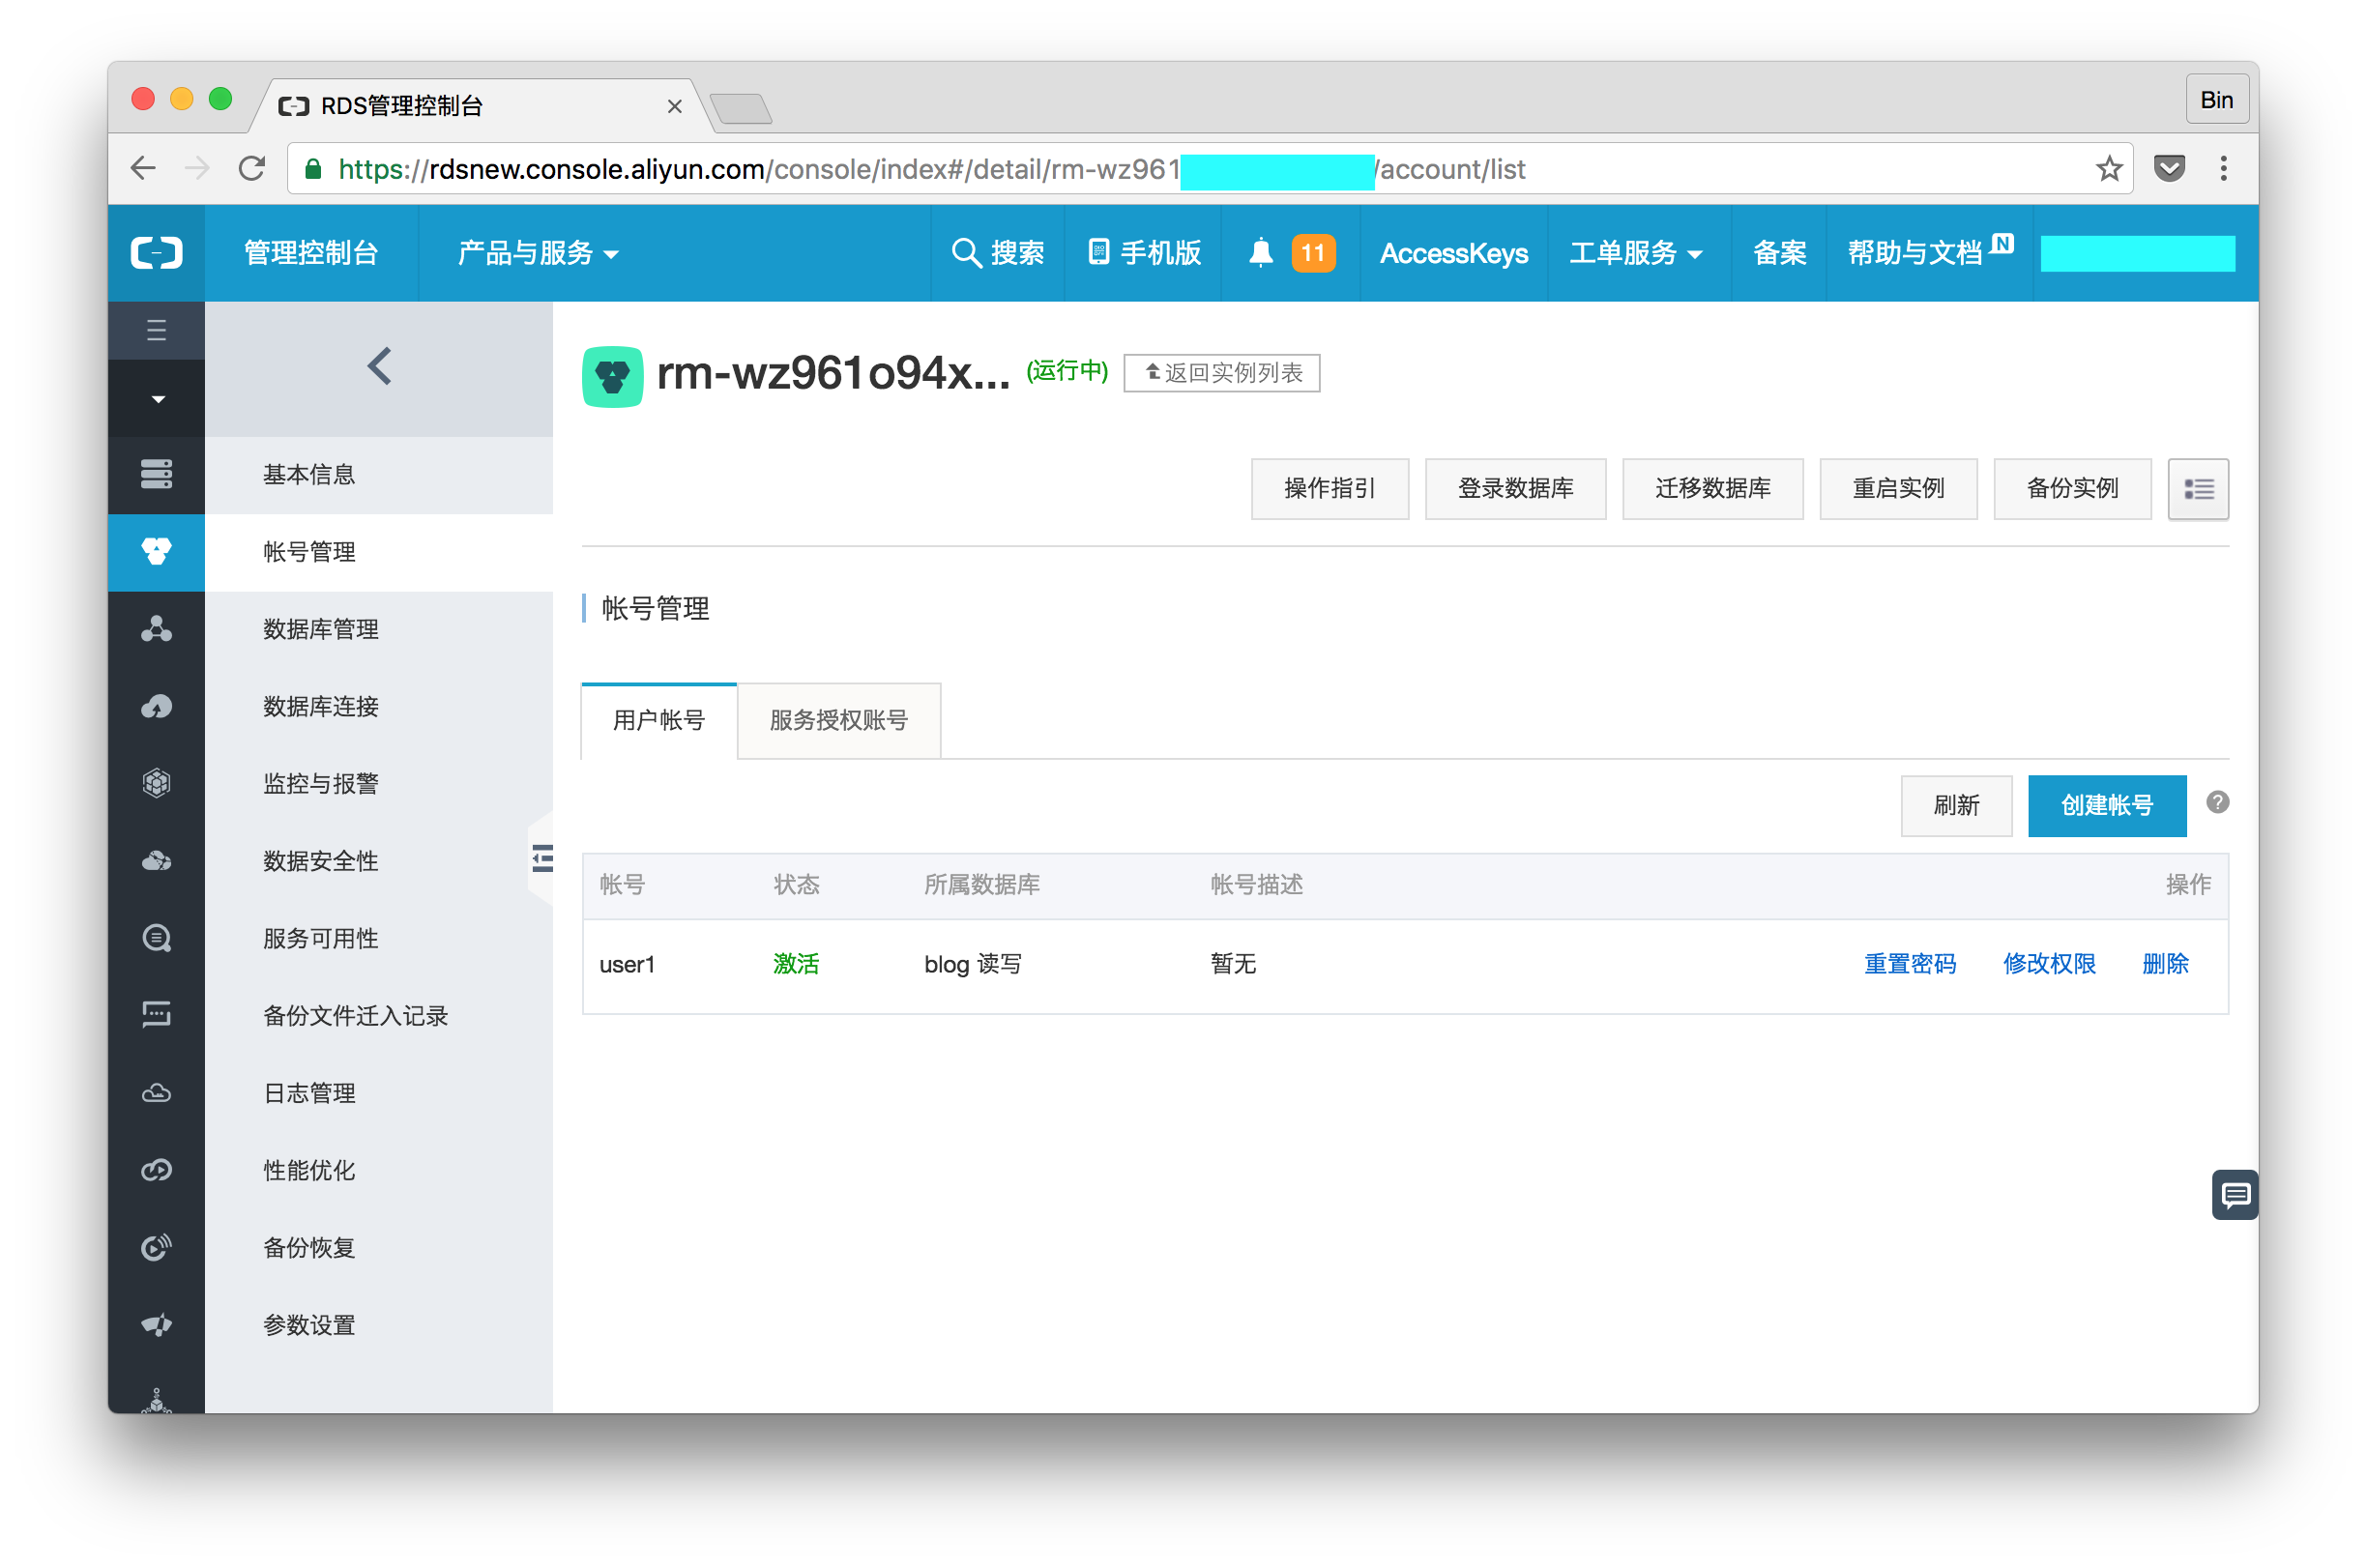 RDS管理控制台
Bin
https://rdsnew.console.aliyun.com/console/index#/detail/rm-wz961 /account/list
管理控制台 产品与服务 搜索 手机版 11 AccessKeys 工单服务 备案 帮助与文档 N
rm-wz961o94x... (运行中) 返回实例列表
操作指引 登录数据库 迁移数据库 重启实例 备份实例
基本信息
帐号管理
数据库管理
数据库连接
监控与报警
数据安全性
服务可用性
备份文件迁入记录
日志管理
性能优化
备份恢复
参数设置
帐号管理
用户帐号 服务授权账号
刷新 创建帐号 ?
帐号 状态 所属数据库 帐号描述 操作
user1 激活 blog 读写 暂无 重置密码 修改权限 删除